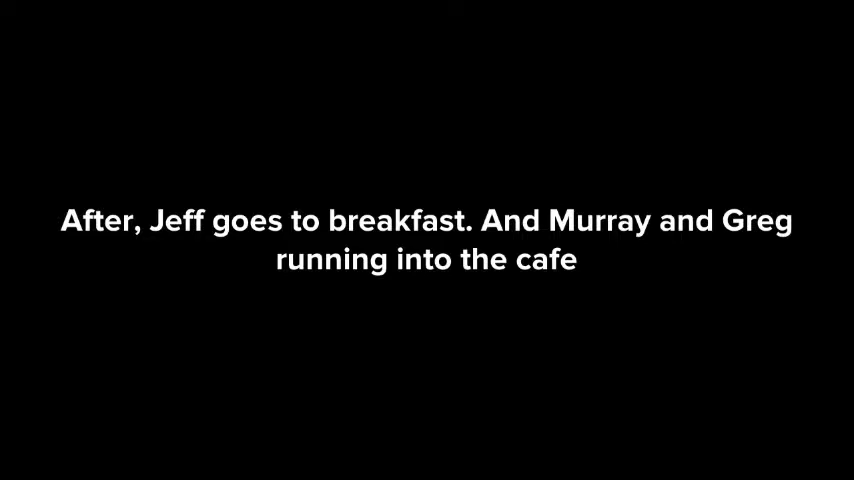 After, Jeff goes to breakfast. And Murray and Greg
running into the cafe